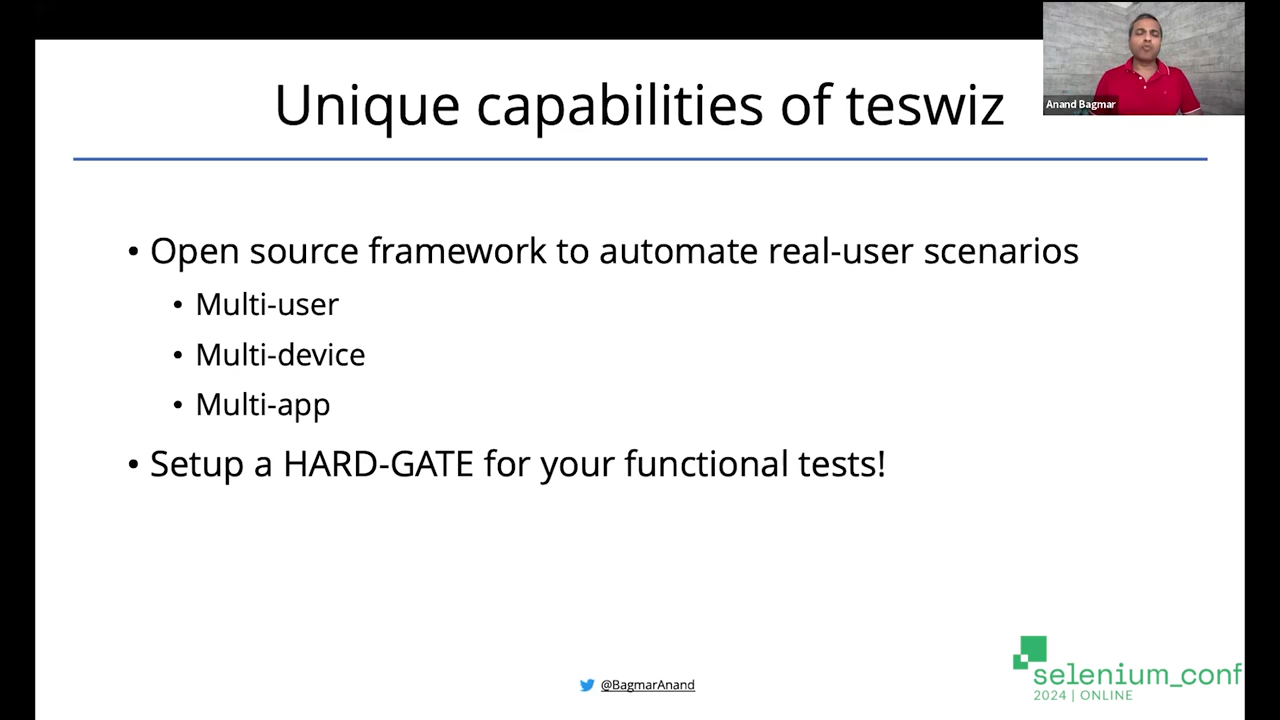 Unique capabilities of teswiz
Anand Bagmar
• Open source framework to automate real-user scenarios
• Multi-user
• Multi-device
• Multi-app
• Setup a HARD-GATE for your functional tests!
@BagmarAnand
selenium_conf
2024 | ONLINE